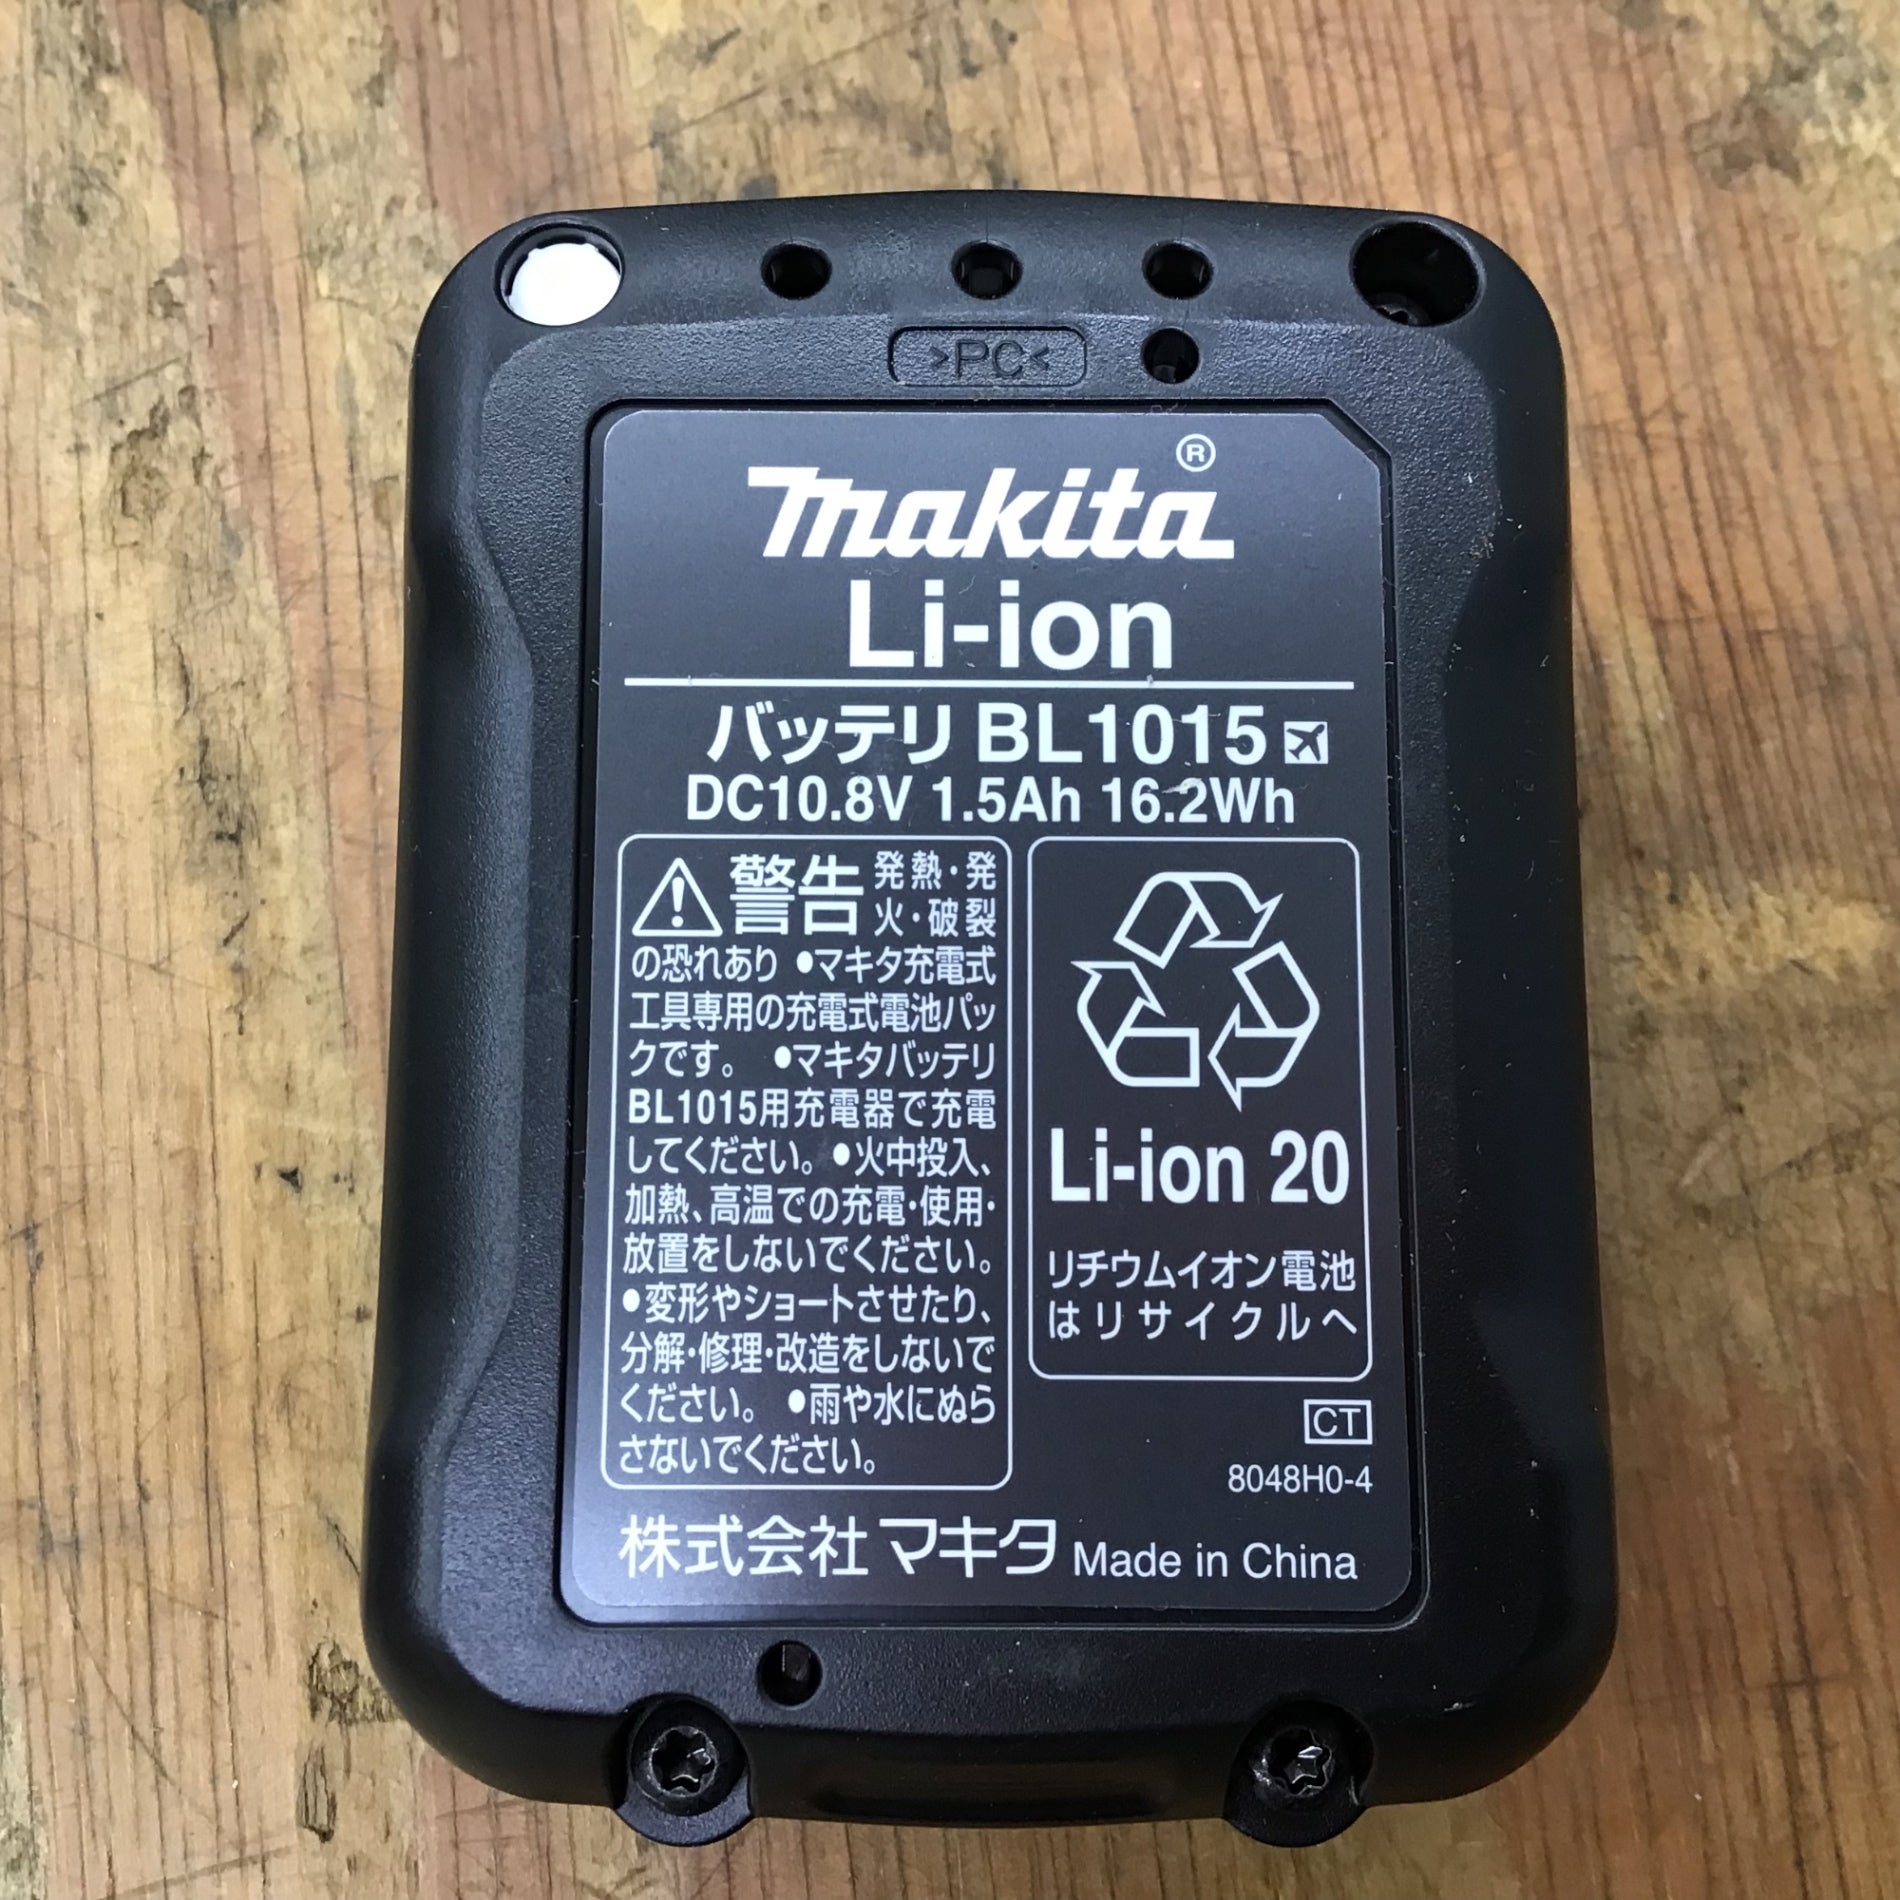 >PC<
makita®
Li-ion
バッテリ BL1015
DC10.8V 1.5Ah 16.2Wh
警告 発熱・発
火・破裂
の恐れあり ●マキタ充電式
工具専用の充電式電池パッ
クです。 ●マキタバッテリ
BL1015用充電器で充電
してください。●火中投入、
加熱、高温での充電・使用・
放置をしないでください。
●変形やショートさせたり、
分解・修理・改造をしないで
ください。 ●雨や水にぬら
さないでください。
Li-ion 20
リチウムイオン電池
はリサイクルへ
CT
8048H0-4
株式会社マキタ Made in China